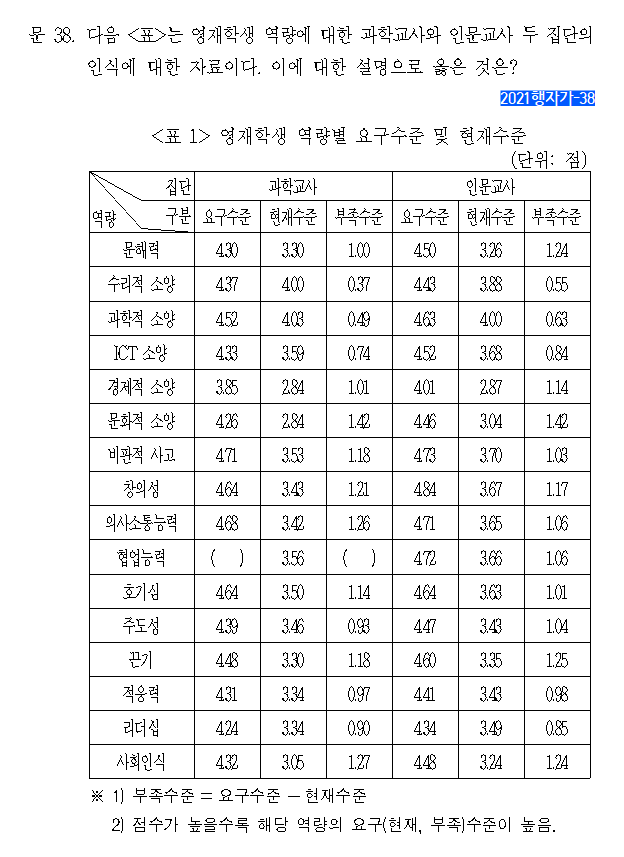 문 38. 다음 <표>는 영재학생 역량에 대한 과학교사와 인문교사 두 집단의
인식에 대한 자료이다. 이에 대한 설명으로 옳은 것은?
2021행자가-38
<표 1> 영재학생 역량별 요구수준 및 현재수준
(단위: 점)
집단 과학교사 인문교사
역량 구분 요구수준 현재수준 부족수준 요구수준 현재수준 부족수준
문해력 4.30 3.30 1.00 4.50 3.26 1.24
수리적 소양 4.37 4.00 0.37 4.43 3.88 0.55
과학적 소양 4.52 4.03 0.49 4.63 4.00 0.63
ICT 소양 4.33 3.59 0.74 4.52 3.68 0.84
경제적 소양 3.85 2.84 1.01 4.01 2.87 1.14
문화적 소양 4.26 2.84 1.42 4.46 3.04 1.42
비판적 사고 4.71 3.53 1.18 4.73 3.70 1.03
창의성 4.64 3.43 1.21 4.84 3.67 1.17
의사소통능력 4.68 3.42 1.26 4.71 3.65 1.06
협업능력 ( ) 3.56 ( ) 4.72 3.66 1.06
호기심 4.64 3.50 1.14 4.64 3.63 1.01
주도성 4.39 3.46 0.93 4.47 3.43 1.04
끈기 4.48 3.30 1.18 4.60 3.35 1.25
적응력 4.31 3.34 0.97 4.41 3.43 0.98
리더십 4.24 3.34 0.90 4.34 3.49 0.85
사회인식 4.32 3.05 1.27 4.48 3.24 1.24
※ 1) 부족수준 = 요구수준 - 현재수준
2) 점수가 높을수록 해당 역량의 요구(현재, 부족)수준이 높음.